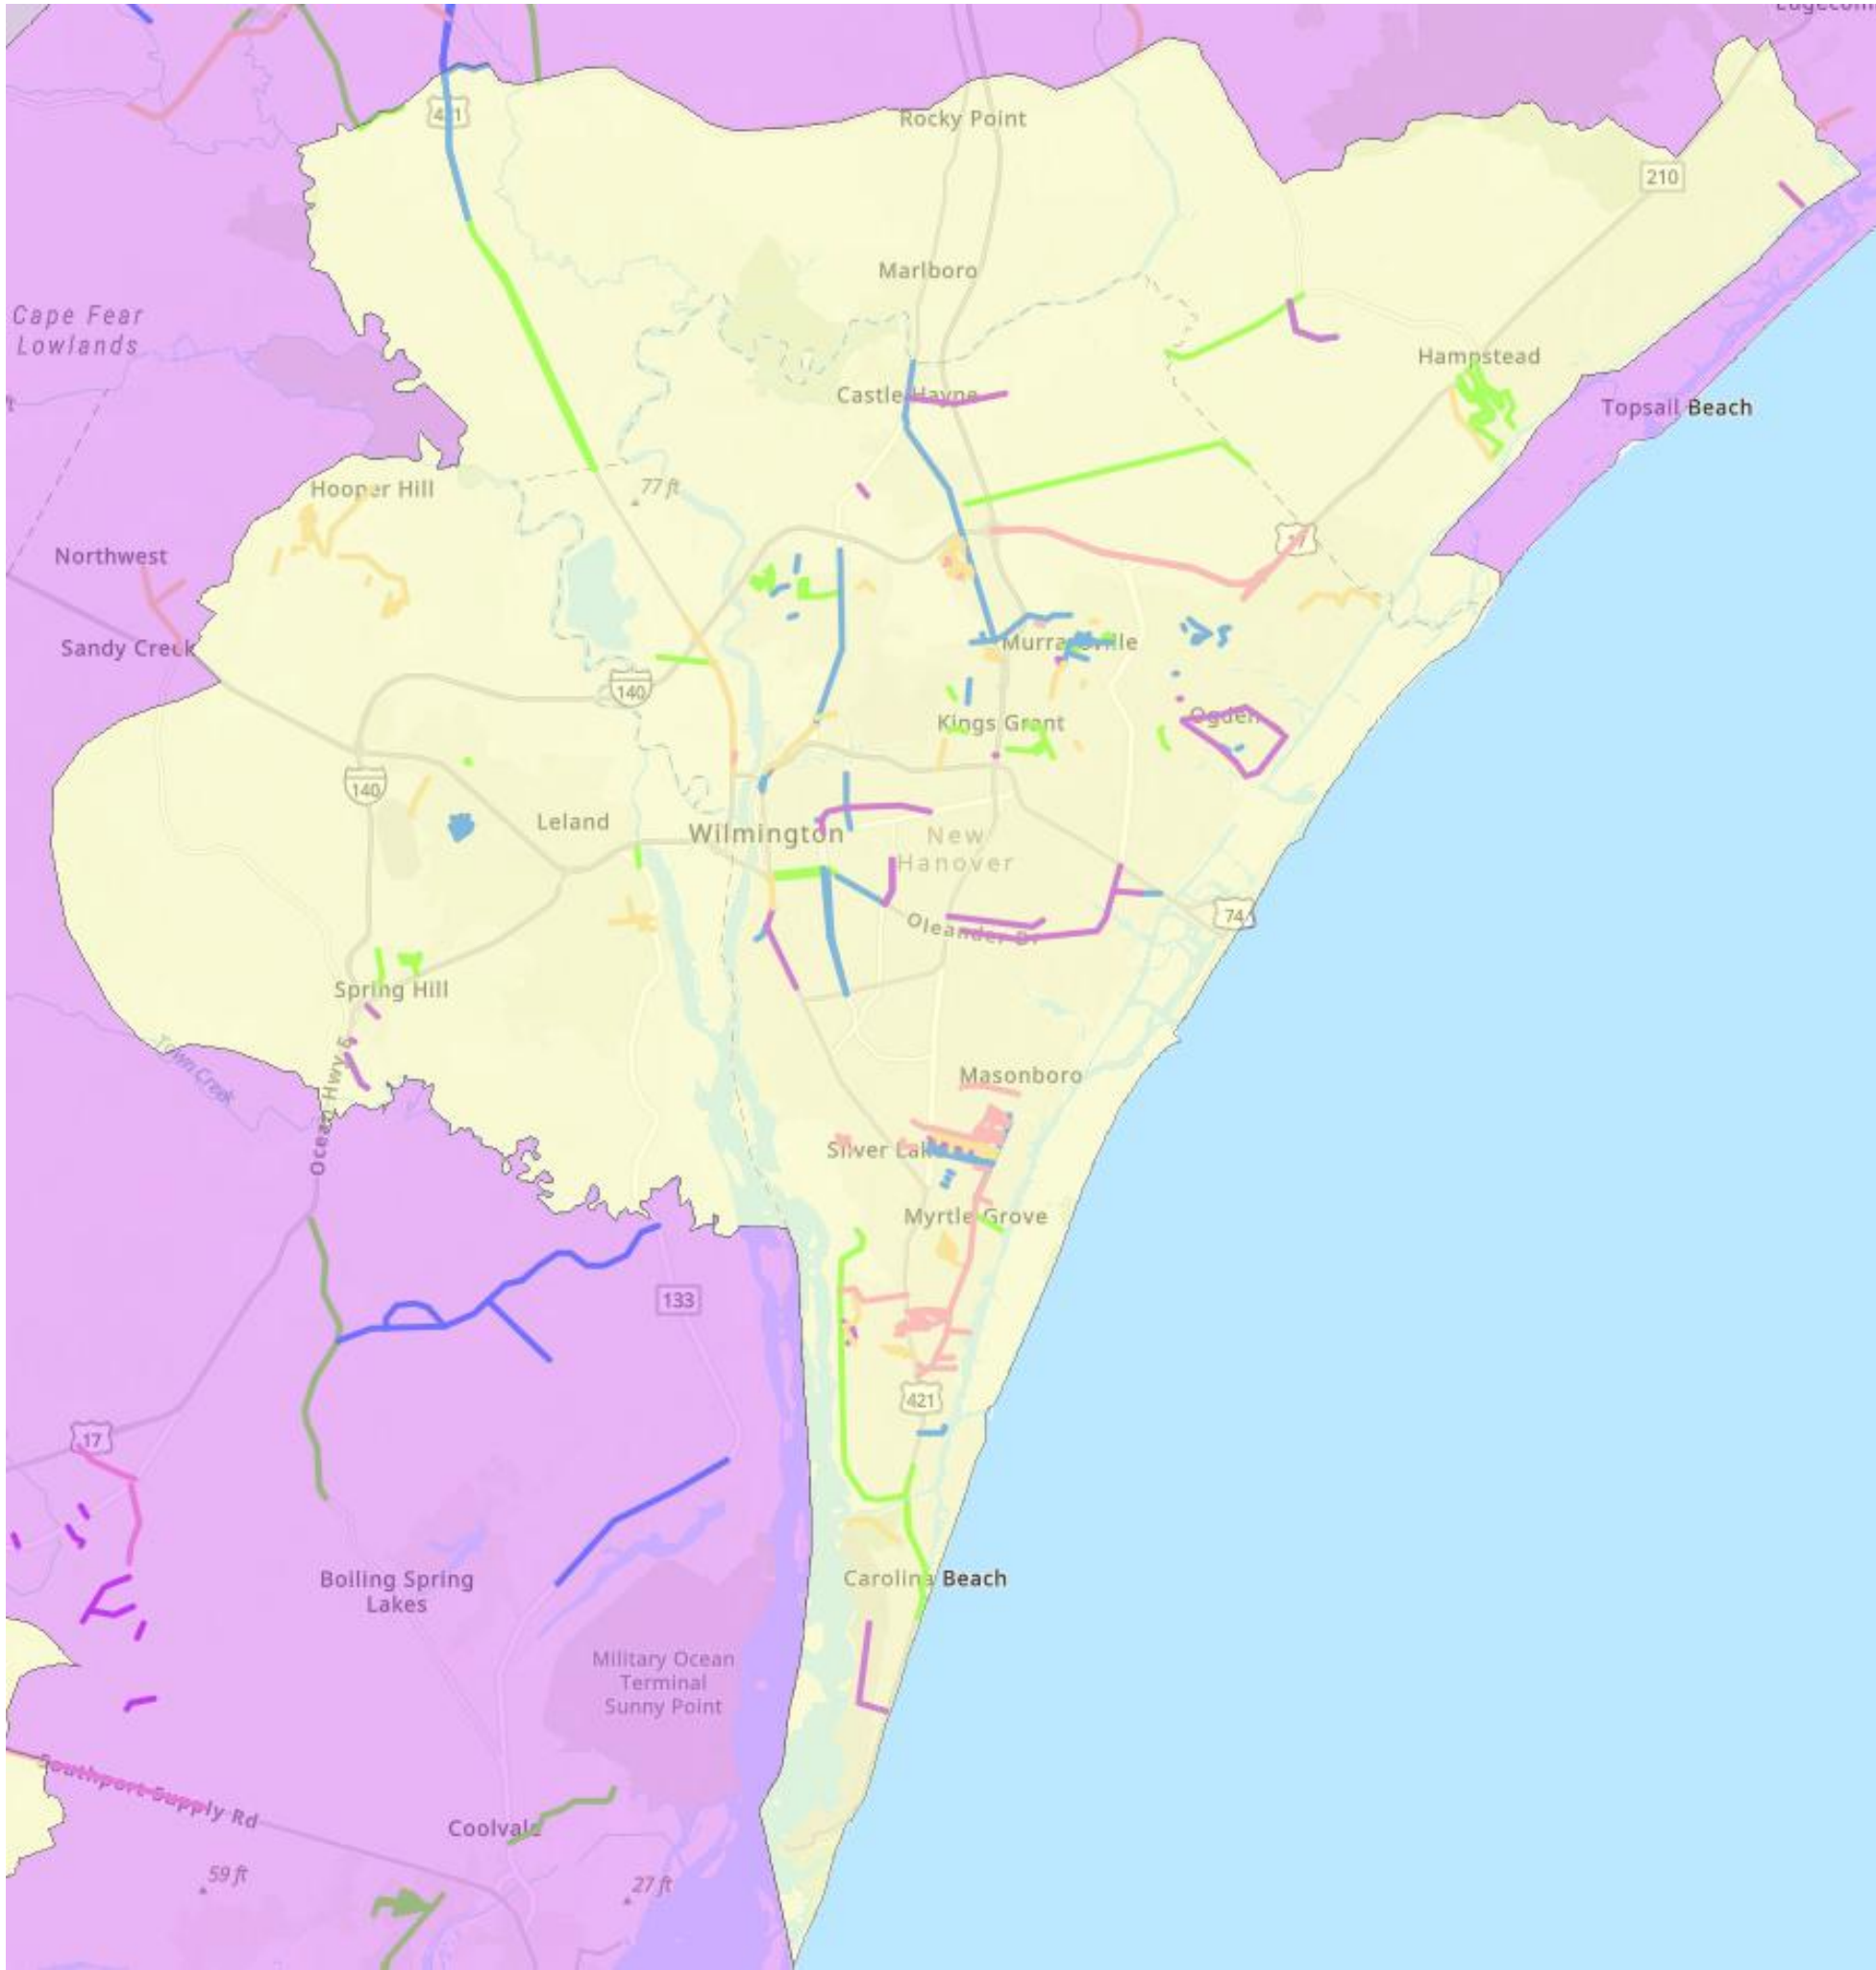 421
Rocky Point
210
Marlboro
Cape Fear
Lowlands
Hampstead
Castle Hayne
Topsail Beach
Hooper Hill
77 ft
Northwest
17
Sandy Creek
Murraysville
140
Kings Grant
Ogden
140
Leland
Wilmington
New
Hanover
74
Oleander Dr
Spring Hill
Town Creek
Ocean Hwy
Masonboro
Silver Lake
Myrtle Grove
133
421
17
Boiling Spring
Lakes
Carolina Beach
Military Ocean
Terminal
Sunny Point
Southport Supply Rd
Coolvale
59 ft
27 ft